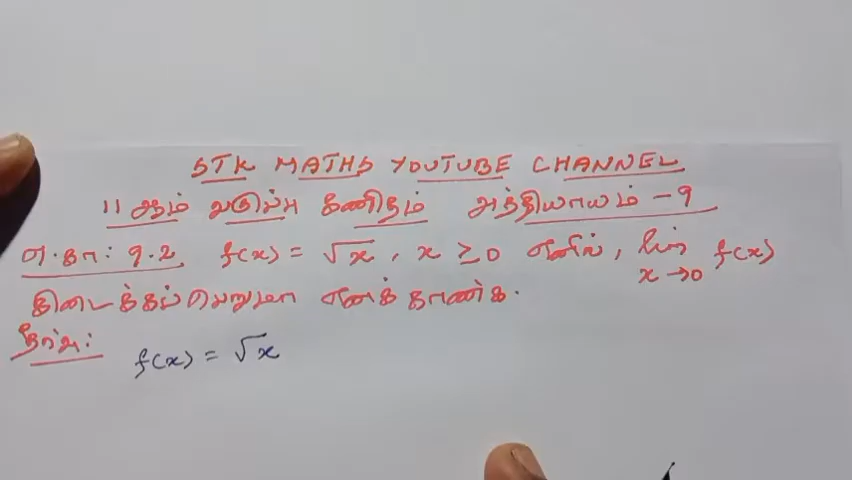 STK MATHS YOUTUBE CHANNEL
11 ஆம் வகுப்பு கணிதம் அத்தியாயம் - 9
எ.கா: 9.2 f(x) = √x, x ≥ 0 எனில், lim x→0 f(x)
கிடைக்கப் பெறுமா எனக் காண்க.
தீர்வு:
f(x) = √x